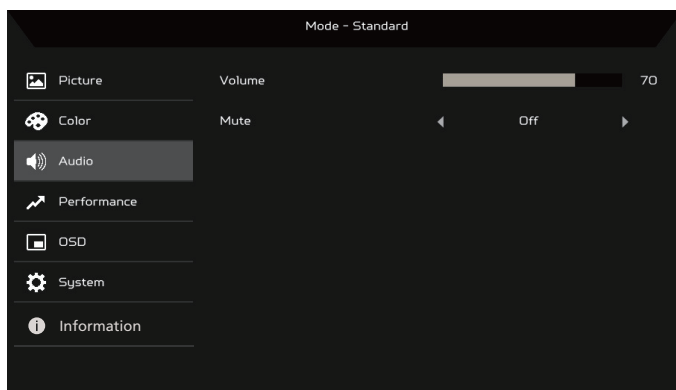 Mode - Standard
Picture
Volume 70
Color
Mute Off
Audio
Performance
OSD
System
Information